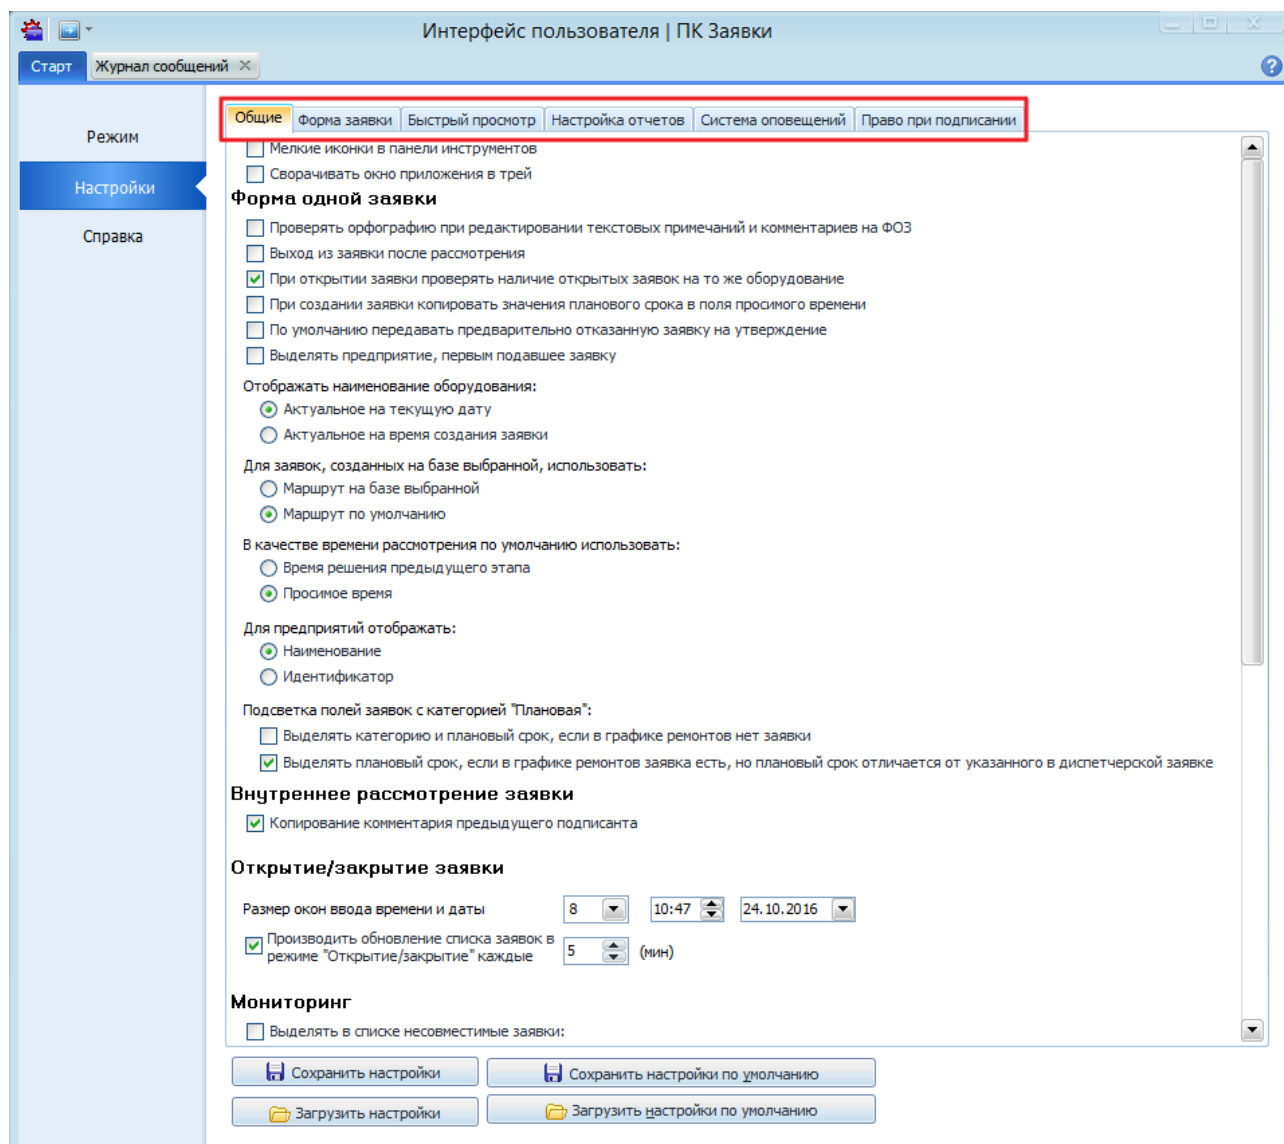 Интерфейс пользователя | ПК Заявки
Старт
Журнал сообщений
Режим
Настройки
Справка
Общие
Форма заявки
Быстрый просмотр
Настройка отчетов
Система оповещений
Право при подписании
Мелкие иконки в панели инструментов
Сворачивать окно приложения в трей
Форма одной заявки
Проверять орфографию при редактировании текстовых примечаний и комментариев на ФОЗ
Выход из заявки после рассмотрения
При открытии заявки проверять наличие открытых заявок на то же оборудование
При создании заявки копировать значения планового срока в поля просимого времени
По умолчанию передавать предварительно отказанную заявку на утверждение
Выделять предприятие, первым подавшее заявку
Отображать наименование оборудования:
Актуальное на текущую дату
Актуальное на время создания заявки
Для заявок, созданных на базе выбранной, использовать:
Маршрут на базе выбранной
Маршрут по умолчанию
В качестве времени рассмотрения по умолчанию использовать:
Время решения предыдущего этапа
Просимое время
Для предприятий отображать:
Наименование
Идентификатор
Подсветка полей заявок с категорией "Плановая":
Выделять категорию и плановый срок, если в графике ремонтов нет заявки
Выделять плановый срок, если в графике ремонтов заявка есть, но плановый срок отличается от указанного в диспетчерской заявке
Внутреннее рассмотрение заявки
Копирование комментария предыдущего подписанта
Открытие/закрытие заявки
Размер окон ввода времени и даты 8 10:47 24.10.2016
Производить обновление списка заявок в
режиме "Открытие/закрытие" каждые 5 (мин)
Мониторинг
Выделять в списке несовместимые заявки:
Сохранить настройки
Сохранить настройки по умолчанию
Загрузить настройки
Загрузить настройки по умолчанию